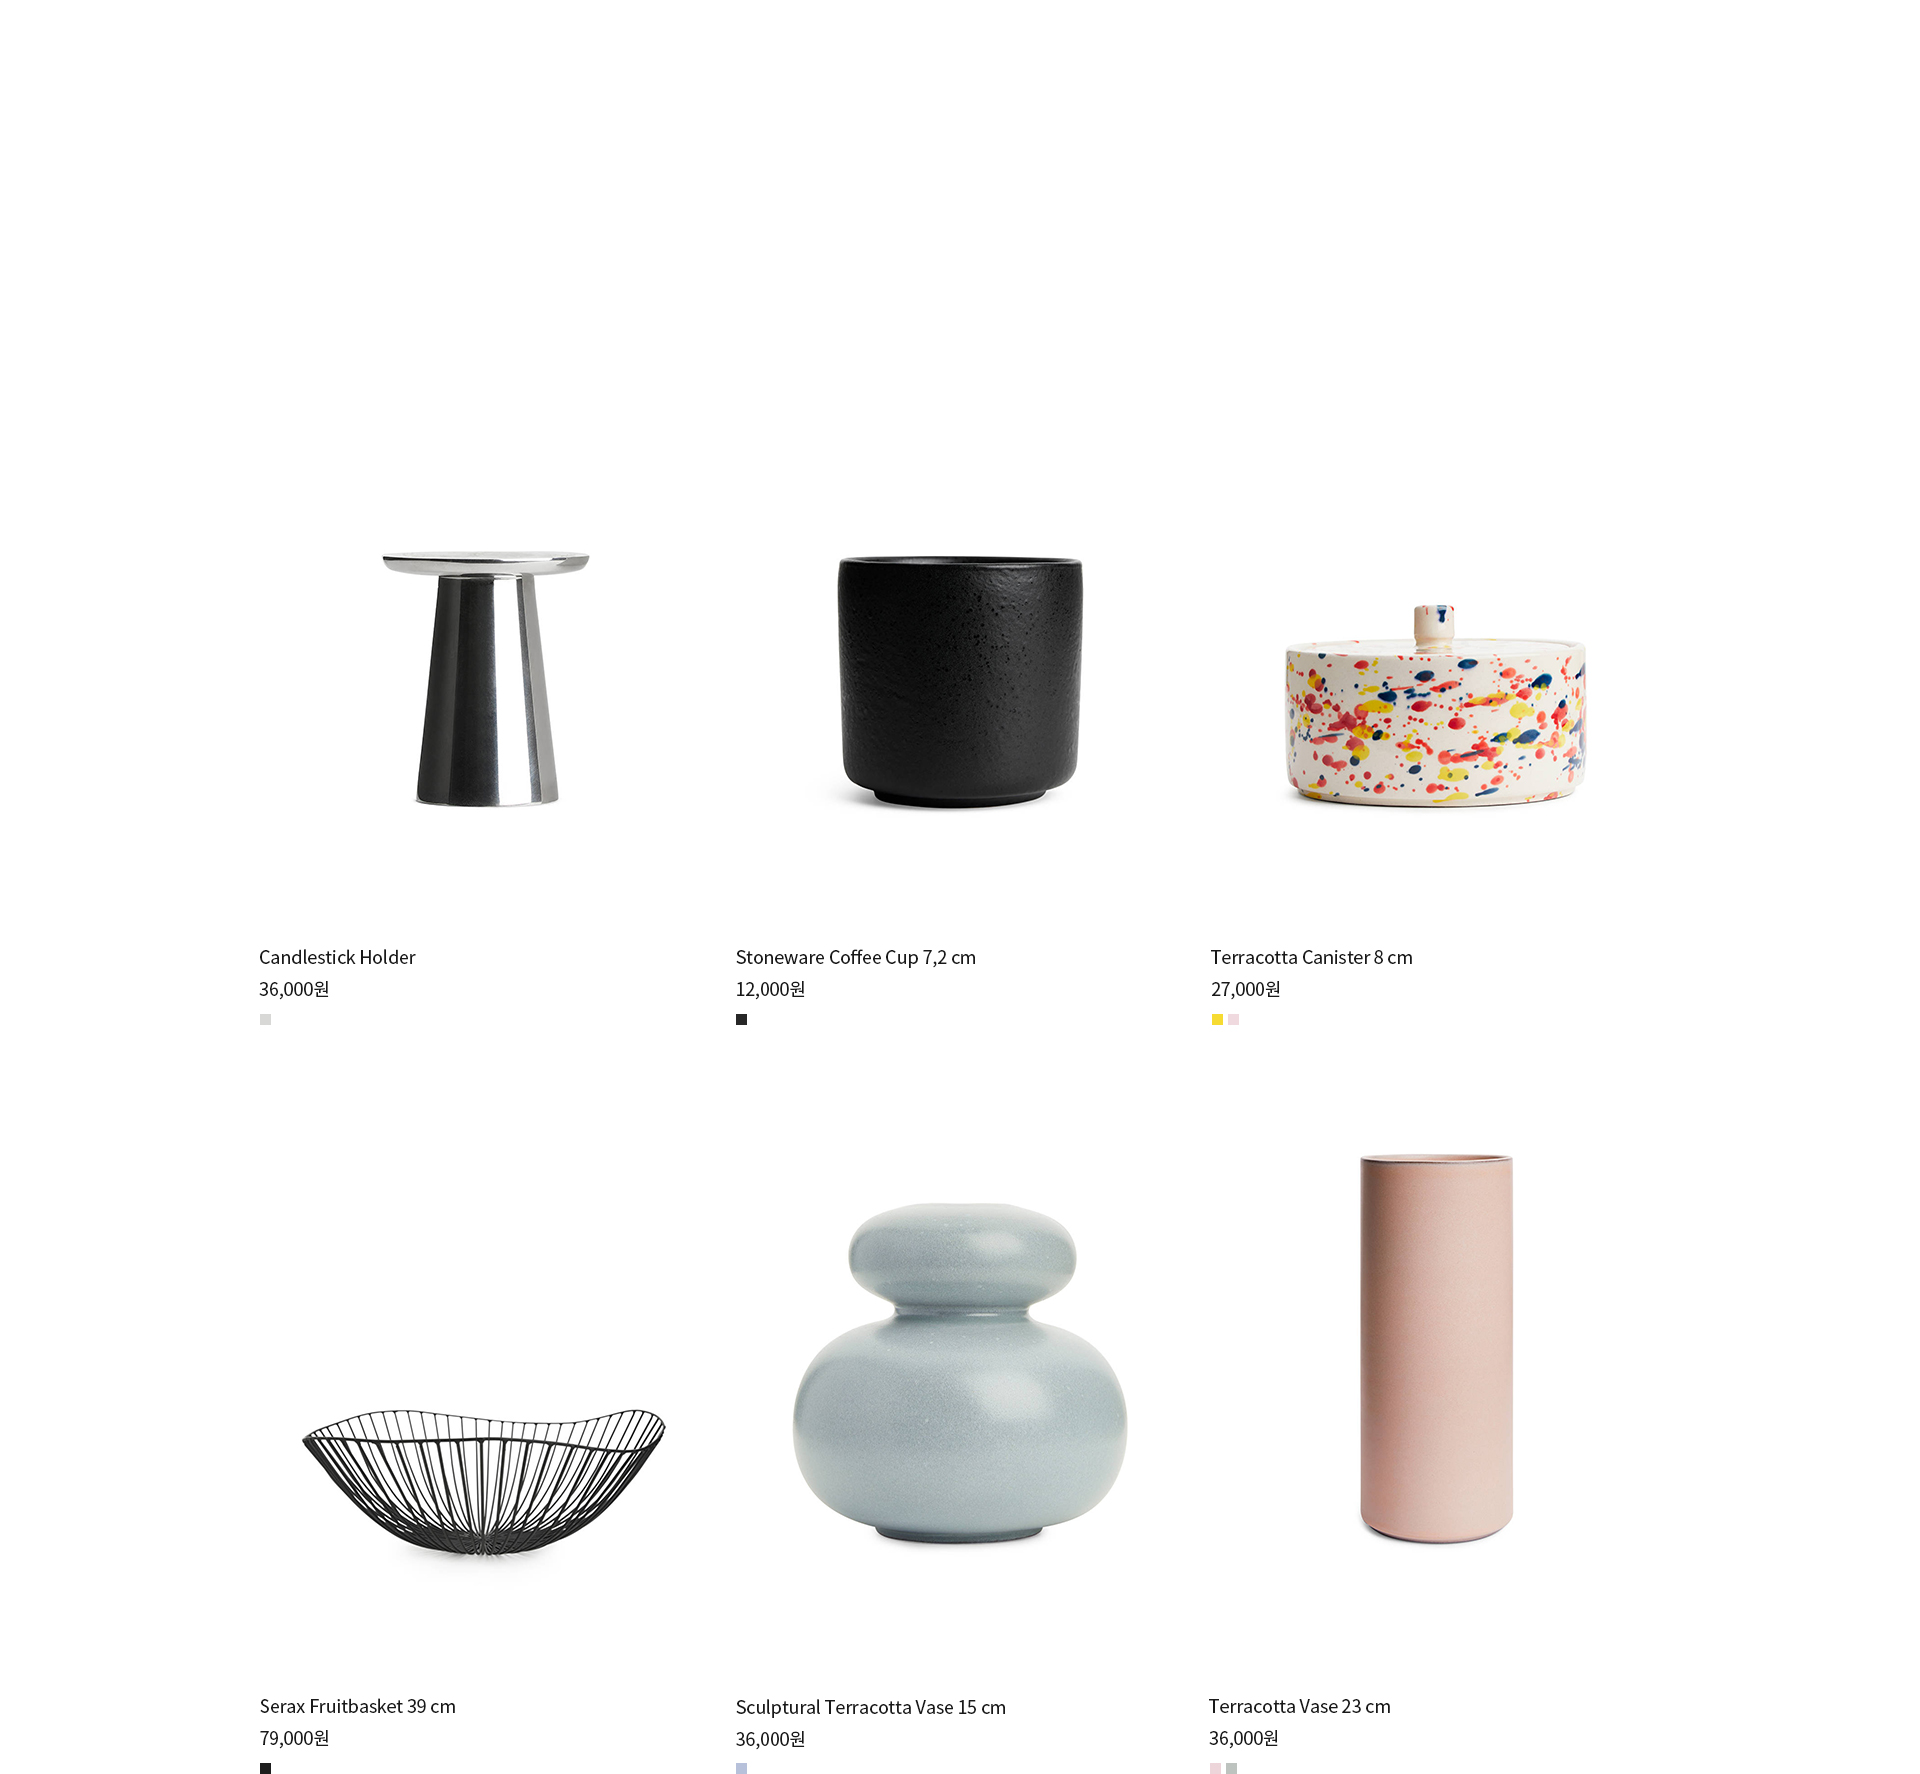 Candlestick Holder
36,000원
Stoneware Coffee Cup 7,2 cm
12,000원
Terracotta Canister 8 cm
27,000원
Serax Fruitbasket 39 cm
79,000원
Sculptural Terracotta Vase 15 cm
36,000원
Terracotta Vase 23 cm
36,000원